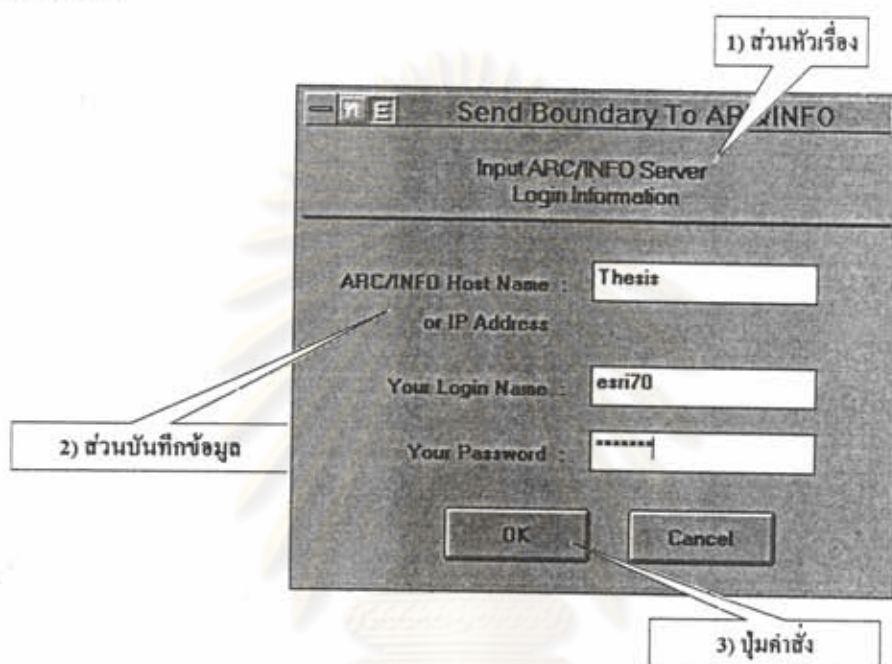 1) ส่วนหัวเรื่อง
Send Boundary To ARC/INFO
Input ARC/INFO Server
Login Information
ARC/INFO Host Name : Thesis
or IP Address
Your Login Name : esri70
2) ส่วนบันทึกข้อมูล
Your Password : *******
OK Cancel
3) ปุ่มคำสั่ง